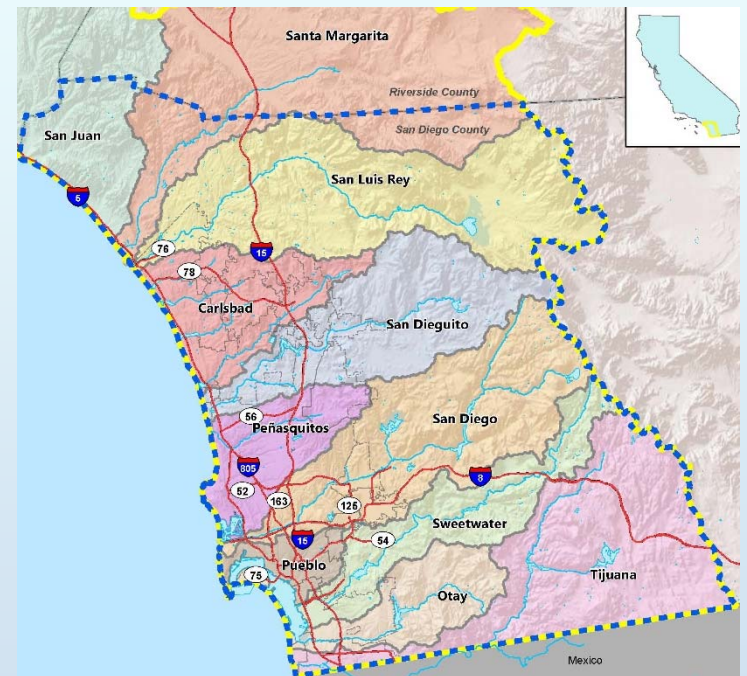 Santa Margarita
Riverside County
San Diego County
San Juan
San Luis Rey
5
76
15
78
Carlsbad
San Dieguito
56
Peñasquitos
San Diego
805
8
52
163
125
Sweetwater
15
54
Pueblo
75
Tijuana
Otay
Mexico